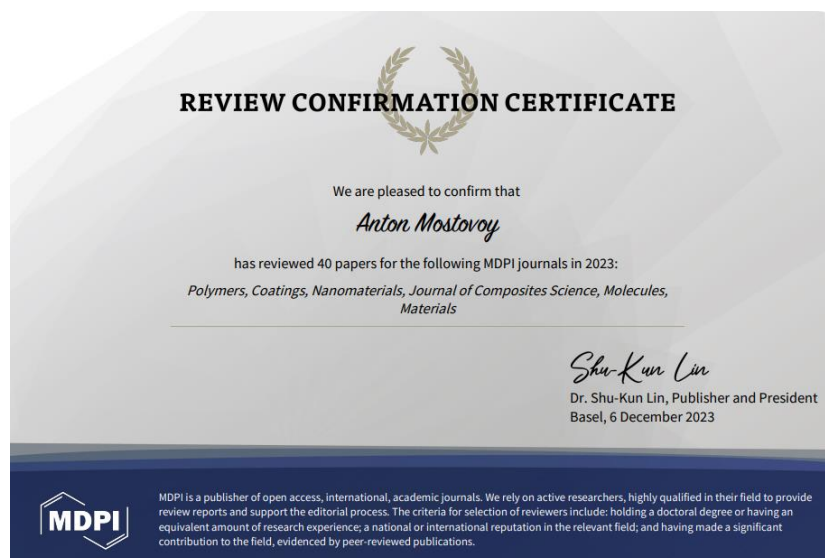 REVIEW CONFIRMATION CERTIFICATE
We are pleased to confirm that
Anton Mostovoy
has reviewed 40 papers for the following MDPI journals in 2023:
Polymers, Coatings, Nanomaterials, Journal of Composites Science, Molecules,
Materials
Shu-Kun Lin
Dr. Shu-Kun Lin, Publisher and President
Basel, 6 December 2023
MDPI
MDPI is a publisher of open access, international, academic journals. We rely on active researchers, highly qualified in their field to provide
review reports and support the editorial process. The criteria for selection of reviewers include: holding a doctoral degree or having an
equivalent amount of research experience; a national or international reputation in the relevant field; and having made a significant
contribution to the field, evidenced by peer-reviewed publications.